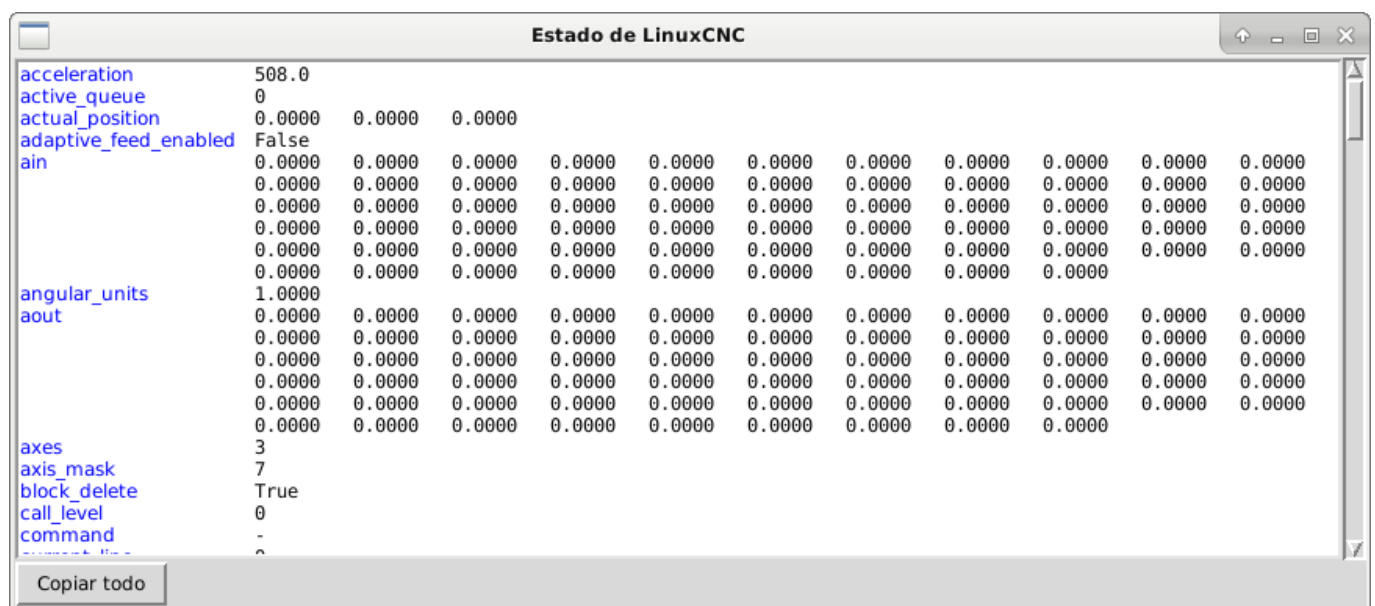 Estado de LinuxCNC
acceleration 508.0
active_queue 0
actual_position 0.0000 0.0000 0.0000
adaptive_feed_enabled False
ain 0.0000 0.0000 0.0000 0.0000 0.0000 0.0000 0.0000 0.0000 0.0000 0.0000 0.0000
0.0000 0.0000 0.0000 0.0000 0.0000 0.0000 0.0000 0.0000 0.0000 0.0000 0.0000
0.0000 0.0000 0.0000 0.0000 0.0000 0.0000 0.0000 0.0000 0.0000 0.0000 0.0000
0.0000 0.0000 0.0000 0.0000 0.0000 0.0000 0.0000 0.0000 0.0000 0.0000 0.0000
0.0000 0.0000 0.0000 0.0000 0.0000 0.0000 0.0000 0.0000 0.0000 0.0000 0.0000
0.0000 0.0000 0.0000 0.0000 0.0000 0.0000 0.0000 0.0000 0.0000
angular_units 1.0000
aout 0.0000 0.0000 0.0000 0.0000 0.0000 0.0000 0.0000 0.0000 0.0000 0.0000 0.0000
0.0000 0.0000 0.0000 0.0000 0.0000 0.0000 0.0000 0.0000 0.0000 0.0000 0.0000
0.0000 0.0000 0.0000 0.0000 0.0000 0.0000 0.0000 0.0000 0.0000 0.0000 0.0000
0.0000 0.0000 0.0000 0.0000 0.0000 0.0000 0.0000 0.0000 0.0000 0.0000 0.0000
0.0000 0.0000 0.0000 0.0000 0.0000 0.0000 0.0000 0.0000 0.0000 0.0000 0.0000
0.0000 0.0000 0.0000 0.0000 0.0000 0.0000 0.0000 0.0000 0.0000
axes 3
axis_mask 7
block_delete True
call_level 0
command -
Copiar todo